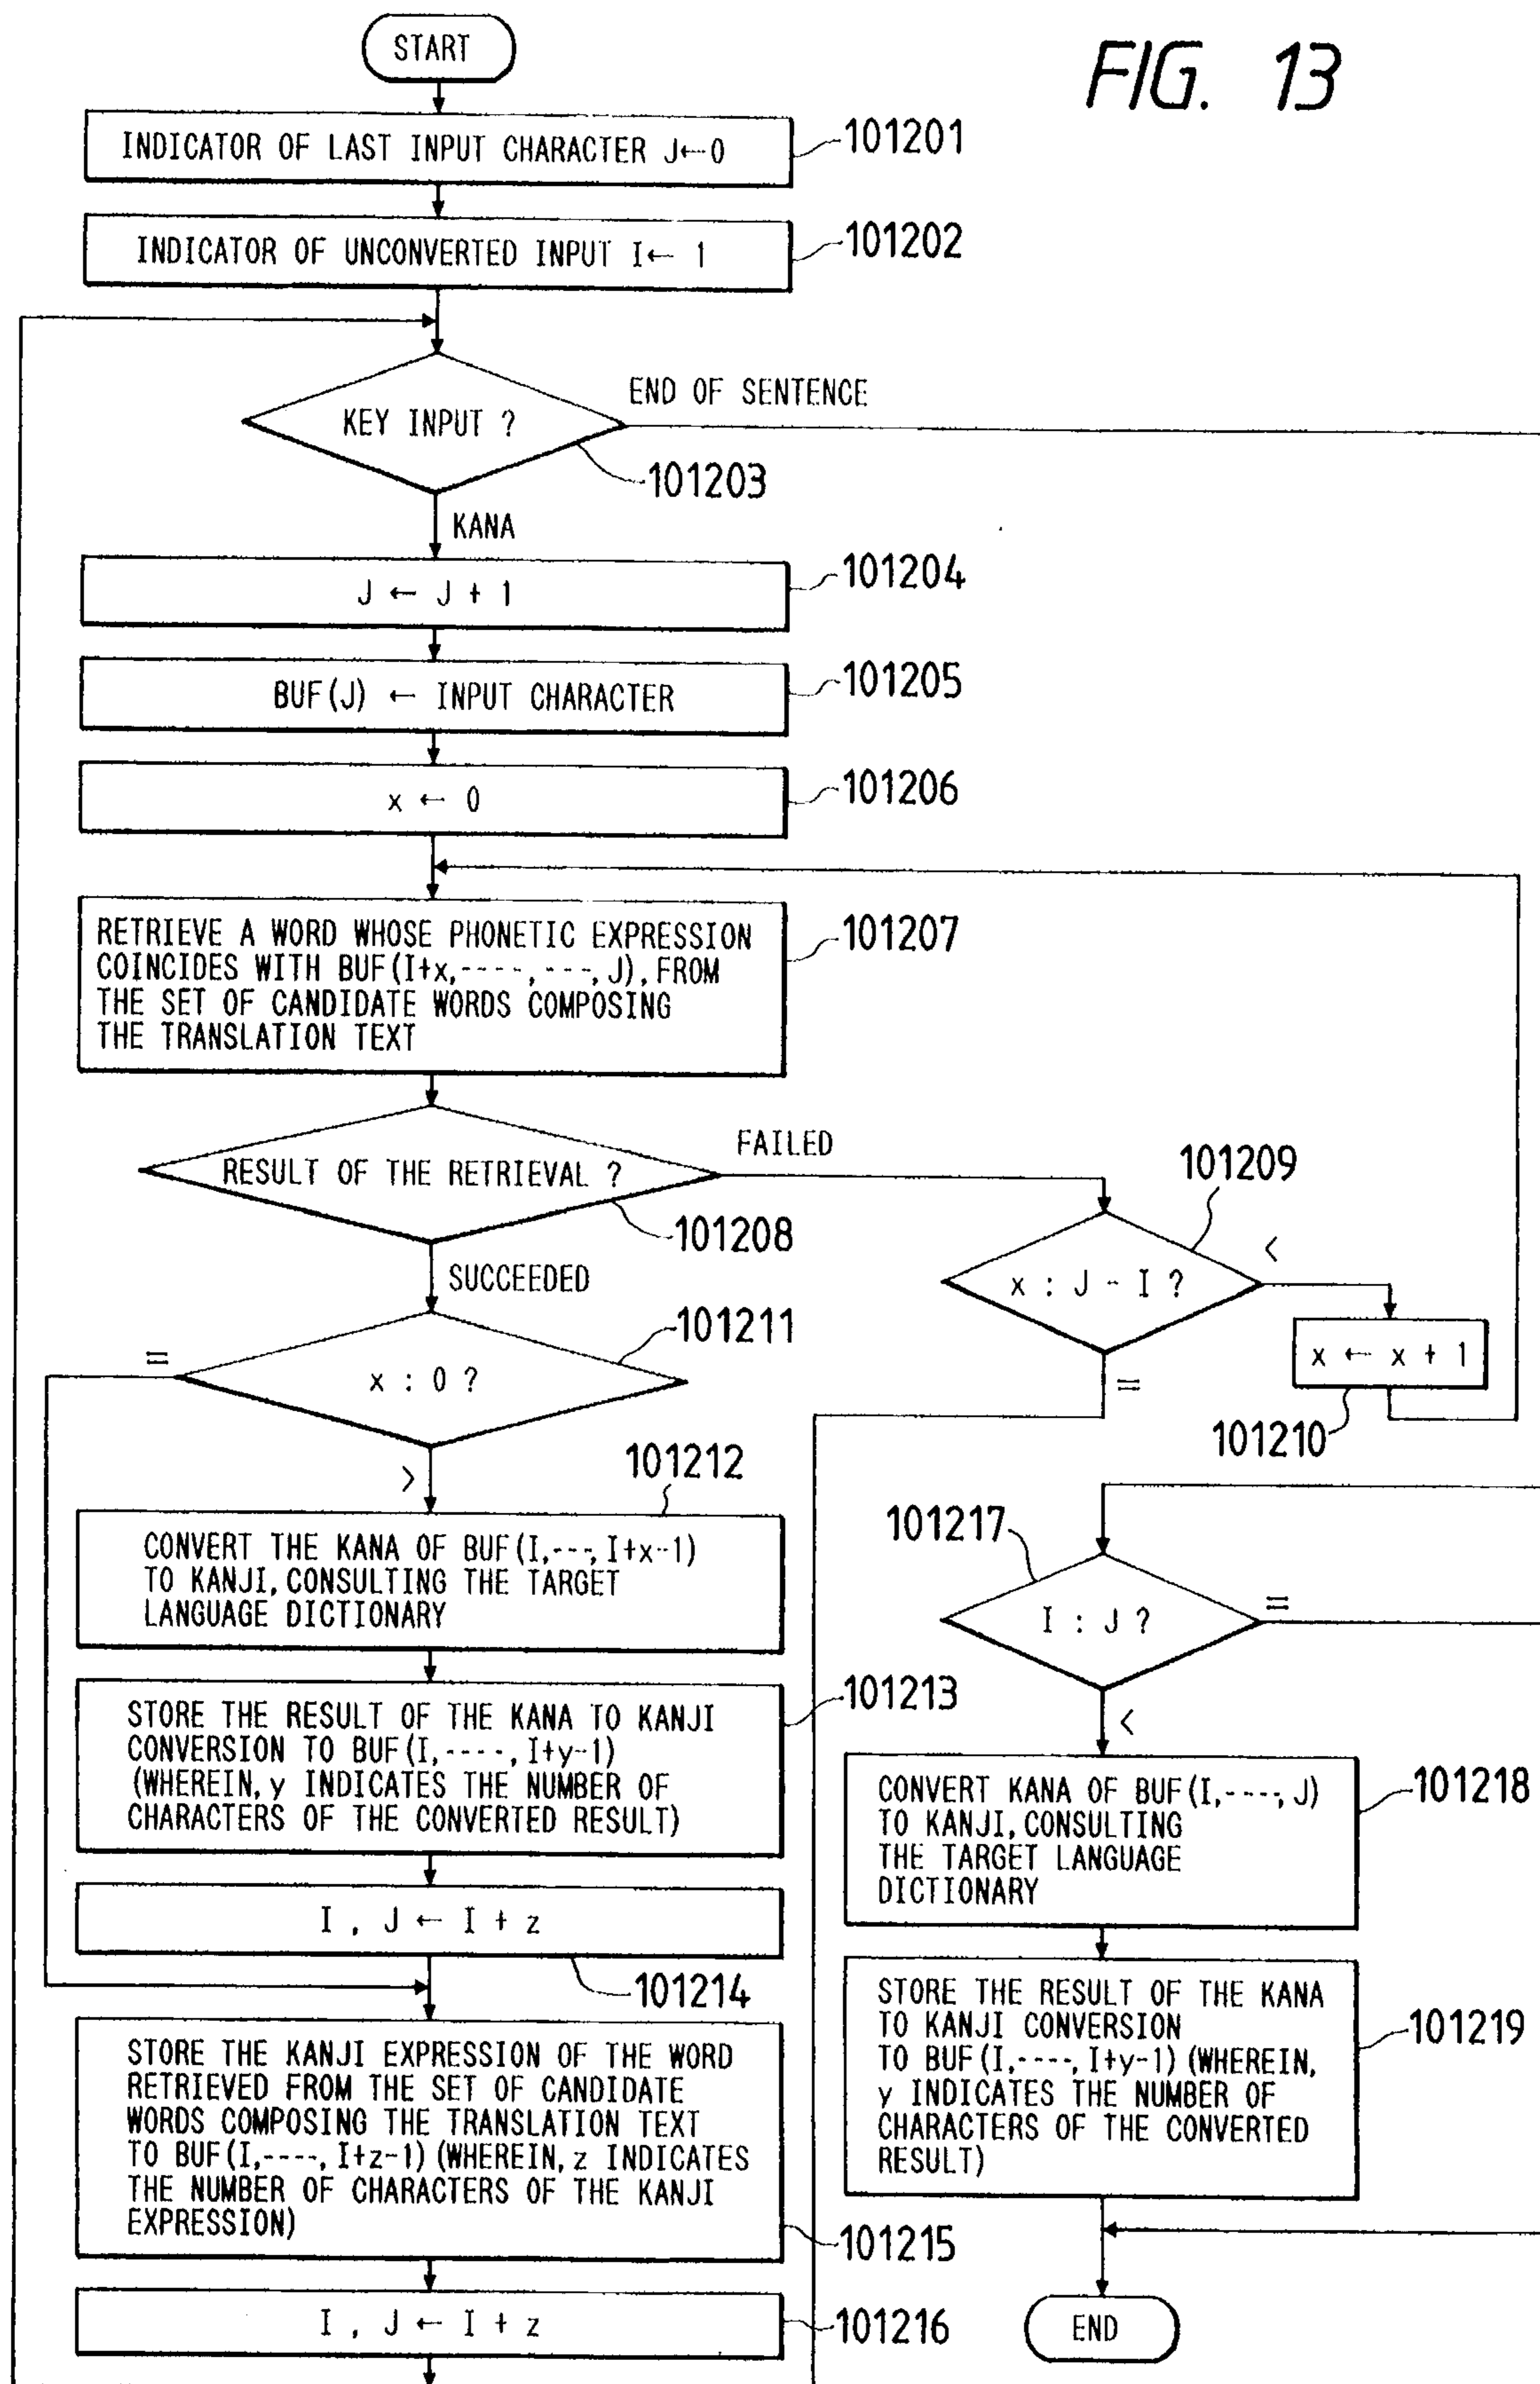 FIG. 13
START
INDICATOR OF LAST INPUT CHARACTER J←0
101201
INDICATOR OF UNCONVERTED INPUT I← 1
101202
KEY INPUT ?
END OF SENTENCE
101203
KANA
J ← J + 1
101204
BUF(J) ← INPUT CHARACTER
101205
x ← 0
101206
RETRIEVE A WORD WHOSE PHONETIC EXPRESSION
COINCIDES WITH BUF(I+x,----,---,J), FROM
THE SET OF CANDIDATE WORDS COMPOSING
THE TRANSLATION TEXT
101207
RESULT OF THE RETRIEVAL ?
FAILED
101208
SUCCEEDED
101209
x : J - I ?
<
=
x ← x + 1
101210
101211
x : 0 ?
=
>
101212
CONVERT THE KANA OF BUF(I,---,I+x-1)
TO KANJI, CONSULTING THE TARGET
LANGUAGE DICTIONARY
STORE THE RESULT OF THE KANA TO KANJI
CONVERSION TO BUF(I,----,I+y-1)
(WHEREIN, y INDICATES THE NUMBER OF
CHARACTERS OF THE CONVERTED RESULT)
101213
I , J ← I + z
101214
STORE THE KANJI EXPRESSION OF THE WORD
RETRIEVED FROM THE SET OF CANDIDATE
WORDS COMPOSING THE TRANSLATION TEXT
TO BUF(I,----,I+z-1) (WHEREIN, z INDICATES
THE NUMBER OF CHARACTERS OF THE KANJI
EXPRESSION)
101215
I , J ← I + z
101216
101217
I : J ?
=
<
CONVERT KANA OF BUF(I,---,J)
TO KANJI, CONSULTING
THE TARGET LANGUAGE
DICTIONARY
101218
STORE THE RESULT OF THE KANA
TO KANJI CONVERSION
TO BUF(I,----,I+y-1) (WHEREIN,
y INDICATES THE NUMBER OF
CHARACTERS OF THE CONVERTED
RESULT)
101219
END